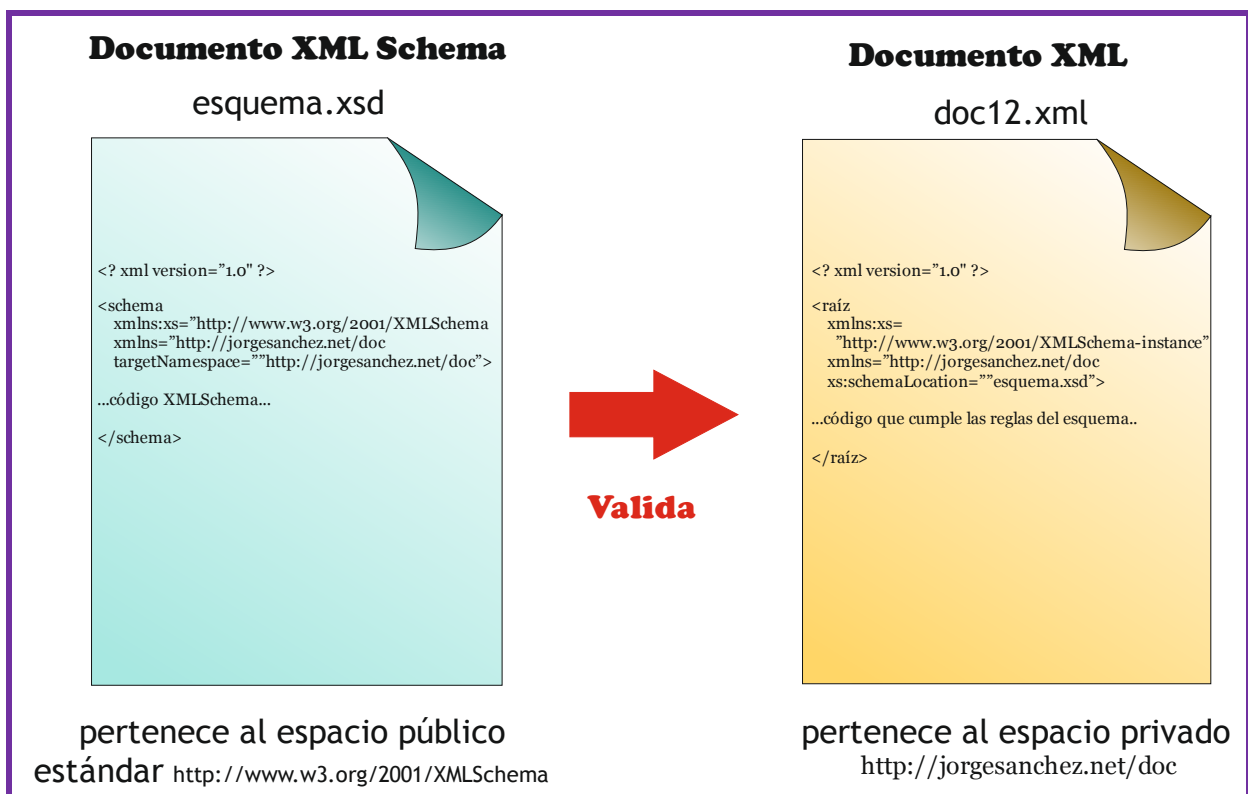 Documento XML Schema
esquema.xsd
<? xml version="1.0" ?>
<schema
xmlns:xs="http://www.w3.org/2001/XMLSchema
xmlns="http://jorgesanchez.net/doc
targetNamespace=""http://jorgesanchez.net/doc">
...código XMLSchema...
</schema>
pertenece al espacio público
estándar http://www.w3.org/2001/XMLSchema
Valida
Documento XML
doc12.xml
<? xml version="1.0" ?>
<raíz
xmlns:xs=
"http://www.w3.org/2001/XMLSchema-instance"
xmlns="http://jorgesanchez.net/doc
xs:schemaLocation=""esquema.xsd">
...código que cumple las reglas del esquema..
</raíz>
pertenece al espacio privado
http://jorgesanchez.net/doc